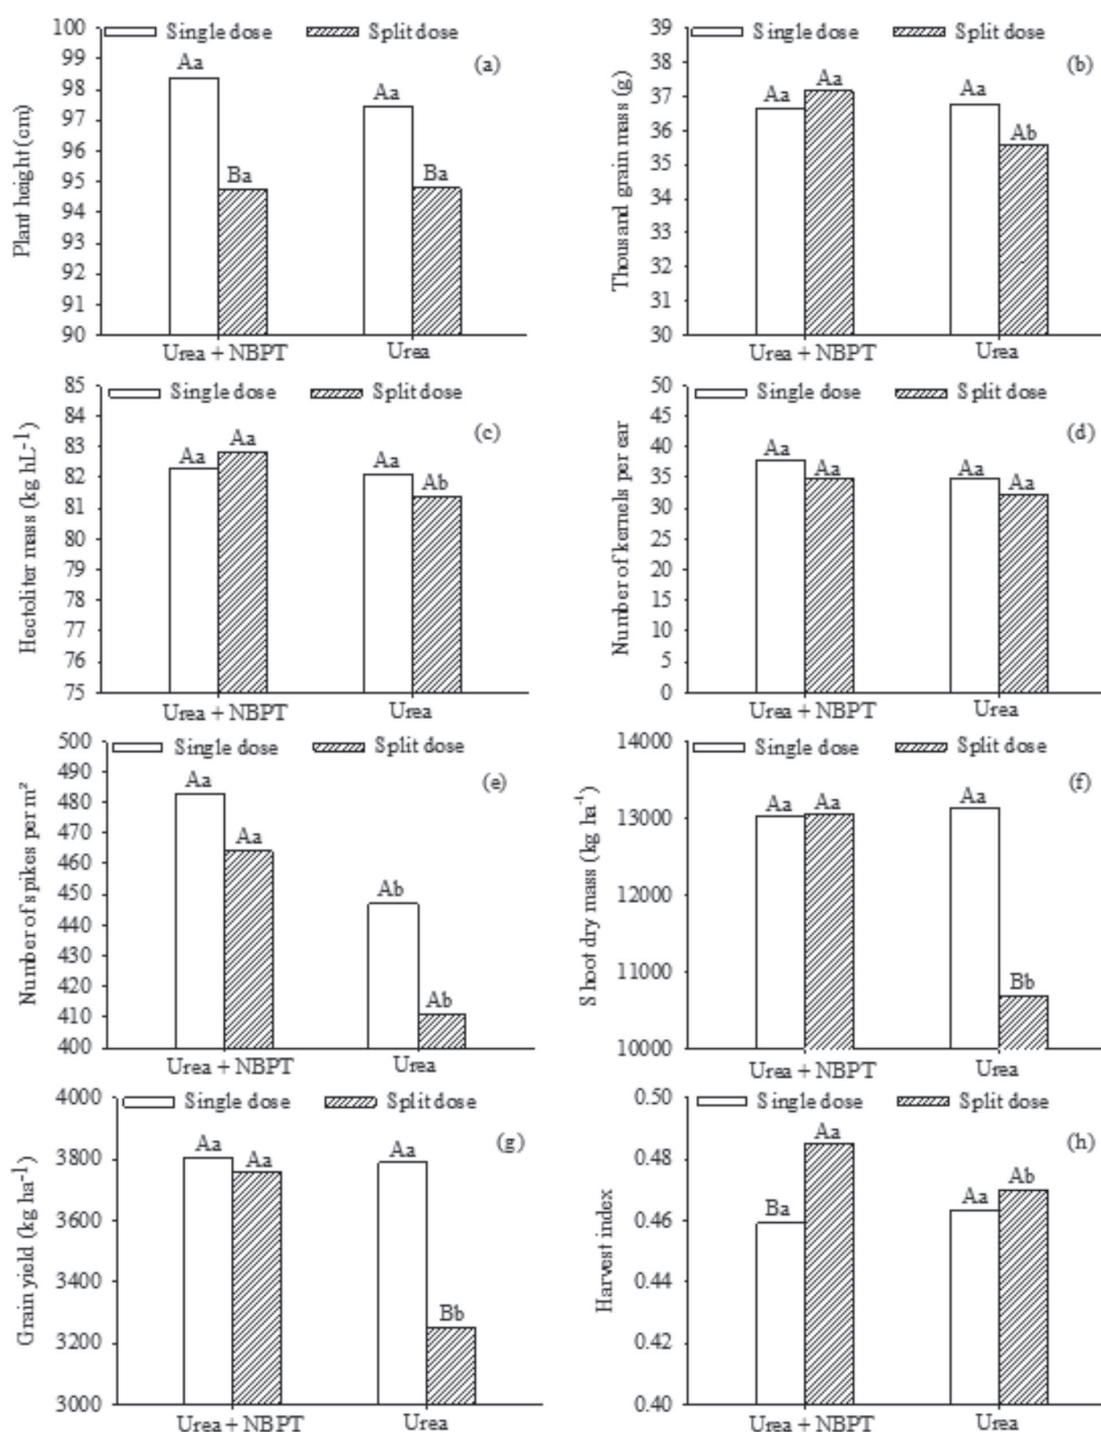 Single dose Split dose
(a)
Plant height (cm)
100
99
98
97
96
95
94
93
92
91
90
Aa
Ba
Aa
Ba
Urea + NBPT Urea
Single dose Split dose
(b)
Thousand grain mass (g)
39
38
37
36
35
34
33
32
31
30
Aa
Aa
Aa
Ab
Urea + NBPT Urea
Single dose Split dose
(c)
Hectoliter mass (kg hL⁻¹)
85
84
83
82
81
80
79
78
77
76
75
Aa
Aa
Aa
Ab
Urea + NBPT Urea
Single dose Split dose
(d)
Number of kernels per ear
50
45
40
35
30
25
20
15
10
5
0
Aa
Aa
Aa
Aa
Urea + NBPT Urea
Single dose Split dose
(e)
Number of spikes per m²
500
490
480
470
460
450
440
430
420
410
400
Aa
Aa
Ab
Ab
Urea + NBPT Urea
Single dose Split dose
(f)
Shoot dry mass (kg ha⁻¹)
14000
13000
12000
11000
10000
Aa
Aa
Aa
Bb
Urea + NBPT Urea
Single dose Split dose
(g)
Grain yield (kg ha⁻¹)
4000
3800
3600
3400
3200
3000
Aa
Aa
Aa
Bb
Urea + NBPT Urea
Single dose Split dose
(h)
Harvest index
0.50
0.48
0.46
0.44
0.42
0.40
Ba
Aa
Aa
Ab
Urea + NBPT Urea